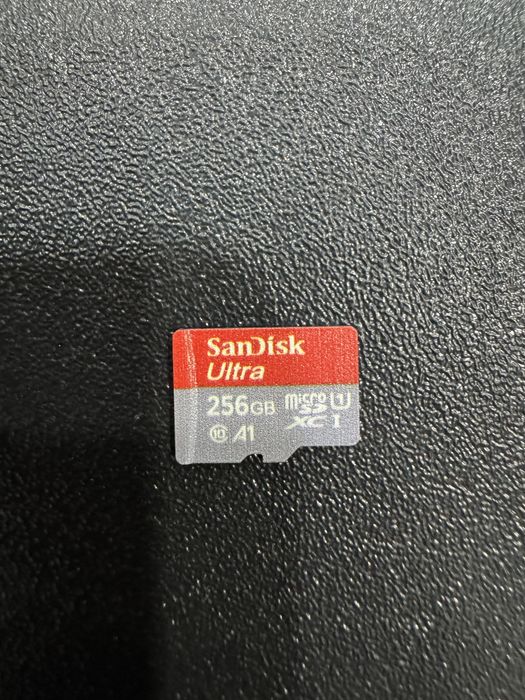 SanDisk
Ultra
256GB micro SD XC U1 I
10 A1